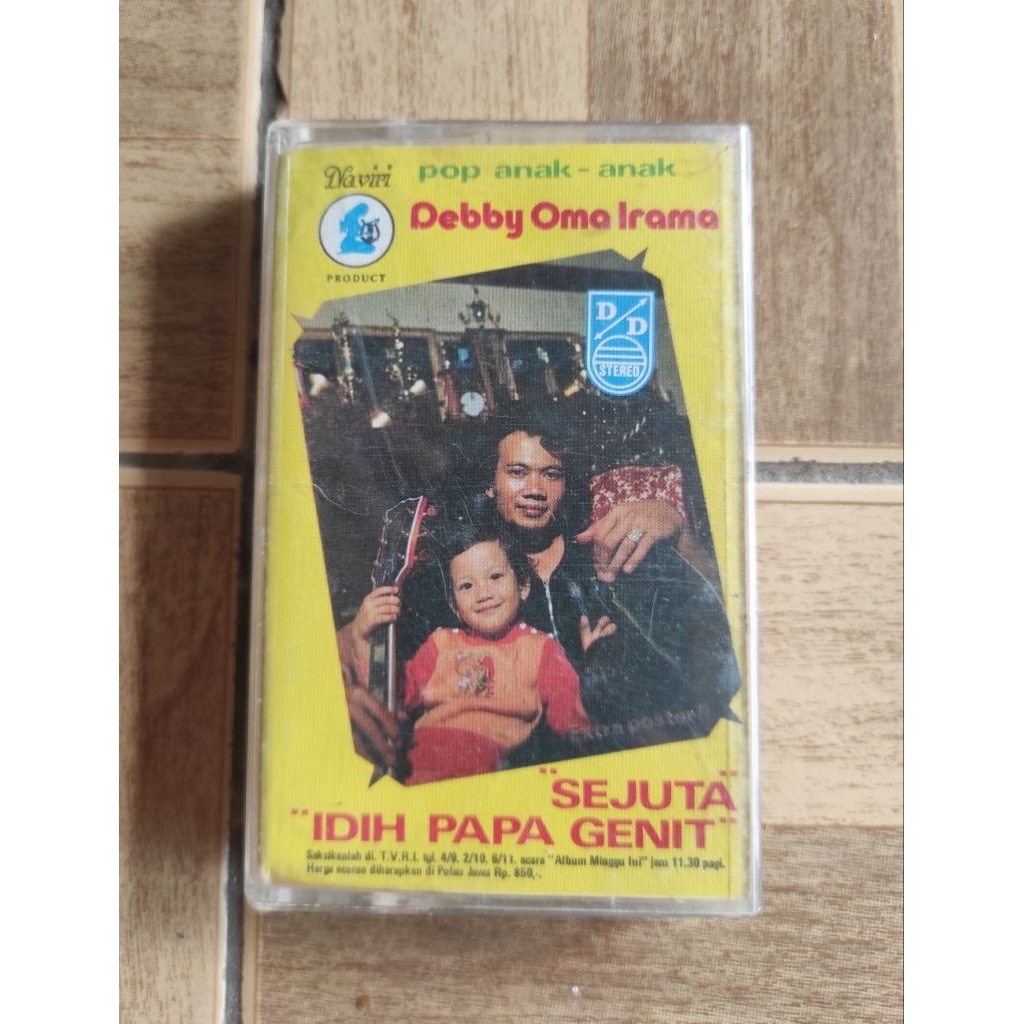 Naviri
pop anak - anak
Debby Oma Irama
PRODUCT
D/D
STEREO
Extra poster!!
"SEJUTA"
"IDIH PAPA GENIT"
Saksikanlah di. T.V.R.I. tgl. 4/9, 2/10, 6/11. acara "Album Minggu Ini" jam 11.30 pagi.
Harga eceran diharapkan di Pulau Jawa Rp. 850,-.